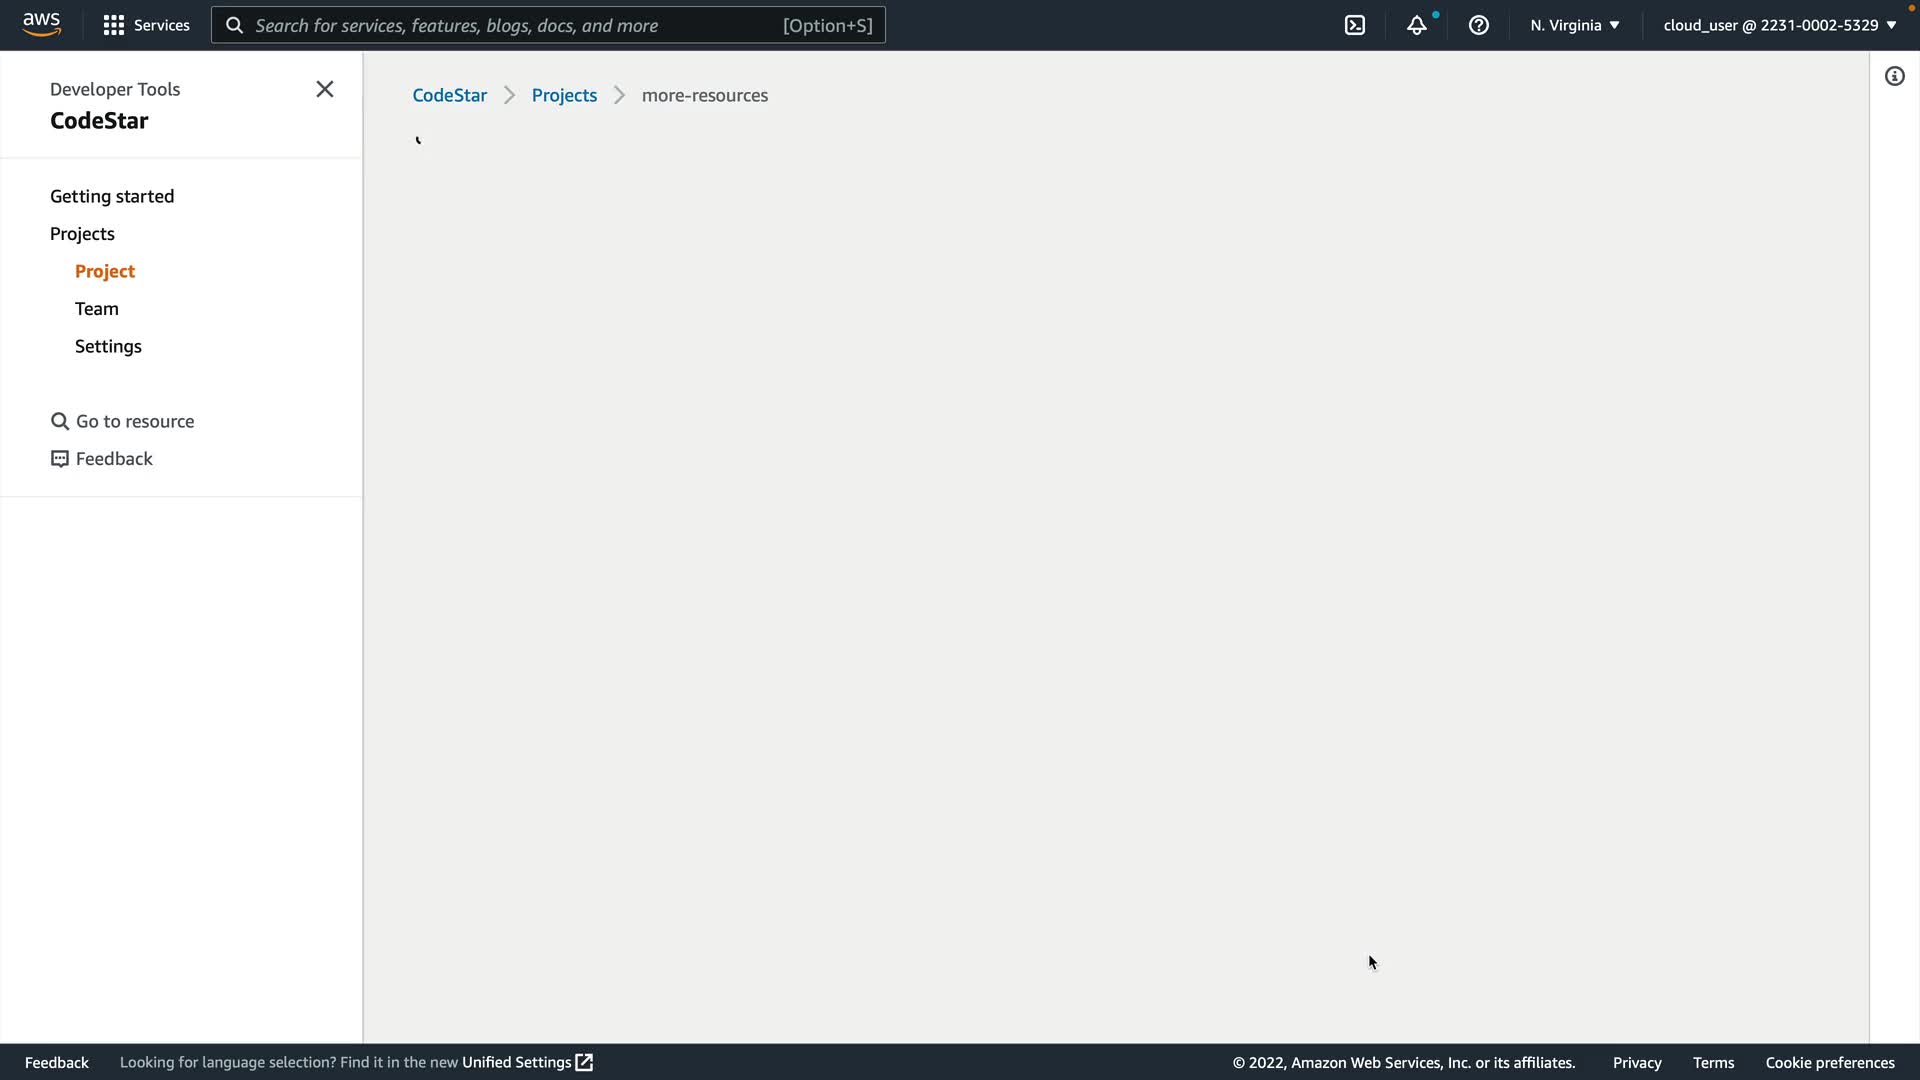 aws
Services
Search for services, features, blogs, docs, and more
[Option+S]
N. Virginia
cloud_user @ 2231-0002-5329
Developer Tools
CodeStar
Getting started
Projects
Project
Team
Settings
Go to resource
Feedback
CodeStar
Projects
more-resources
Feedback
Looking for language selection? Find it in the new Unified Settings
© 2022, Amazon Web Services, Inc. or its affiliates.
Privacy
Terms
Cookie preferences